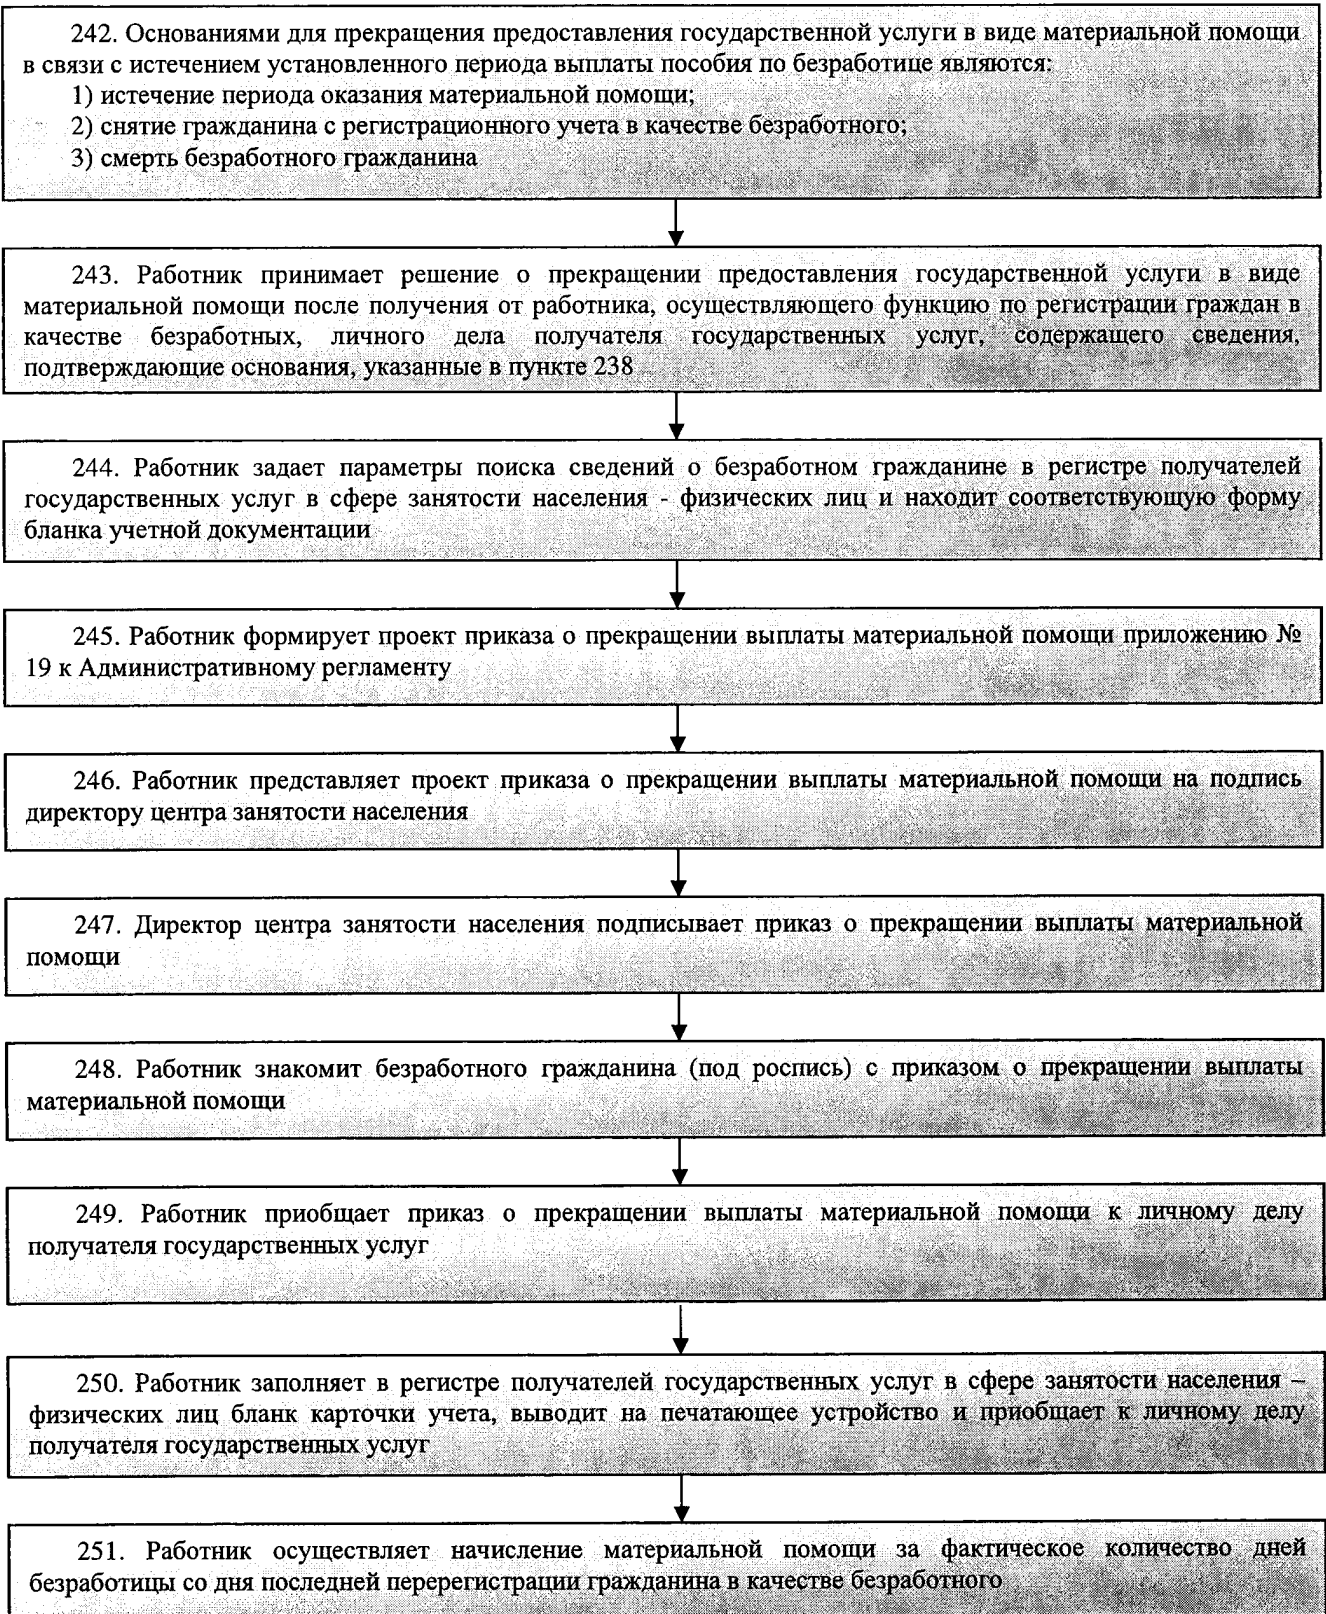 242. Основаниями для прекращения предоставления государственной услуги в виде материальной помощи
в связи с истечением установленного периода выплаты пособия по безработице являются:
1) истечение периода оказания материальной помощи;
2) снятие гражданина с регистрационного учета в качестве безработного;
3) смерть безработного гражданина
243. Работник принимает решение о прекращении предоставления государственной услуги в виде
материальной помощи после получения от работника, осуществляющего функцию по регистрации граждан в
качестве безработных, личного дела получателя государственных услуг, содержащего сведения,
подтверждающие основания, указанные в пункте 238
244. Работник задает параметры поиска сведений о безработном гражданине в регистре получателей
государственных услуг в сфере занятости населения - физических лиц и находит соответствующую форму
бланка учетной документации
245. Работник формирует проект приказа о прекращении выплаты материальной помощи приложению №
19 к Административному регламенту
246. Работник представляет проект приказа о прекращении выплаты материальной помощи на подпись
директору центра занятости населения
247. Директор центра занятости населения подписывает приказ о прекращении выплаты материальной
помощи
248. Работник знакомит безработного гражданина (под роспись) с приказом о прекращении выплаты
материальной помощи
249. Работник приобщает приказ о прекращении выплаты материальной помощи к личному делу
получателя государственных услуг
250. Работник заполняет в регистре получателей государственных услуг в сфере занятости населения –
физических лиц бланк карточки учета, выводит на печатающее устройство и приобщает к личному делу
получателя государственных услуг
251. Работник осуществляет начисление материальной помощи за фактическое количество дней
безработицы со дня последней перерегистрации гражданина в качестве безработного